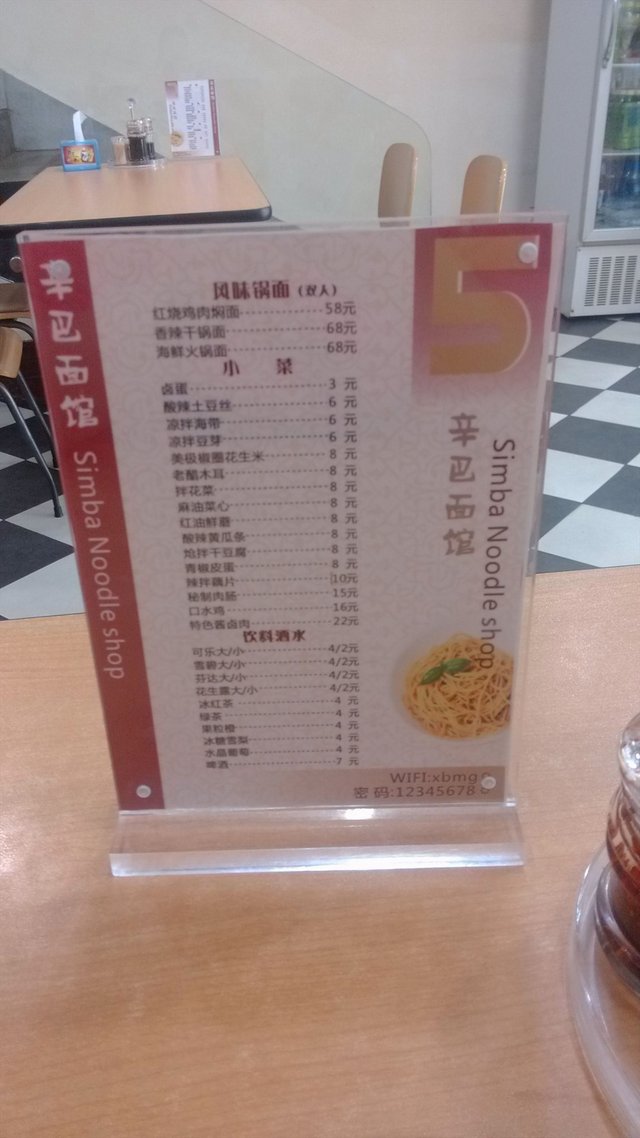 辛巴面馆 Simba Noodle shop
风味锅面（双人）
红烧鸡肉焖面 58元
香辣干锅面 68元
海鲜火锅面 68元
小 菜
卤蛋 3 元
酸辣土豆丝 6 元
凉拌海带 6 元
凉拌豆芽 6 元
美极椒圈花生米 8 元
老醋木耳 8 元
拌花菜 8 元
麻油菜心 8 元
红油鲜蘑 8 元
酸辣黄瓜条 8 元
炝拌干豆腐 8 元
青椒皮蛋 8 元
辣拌藕片 10元
秘制肉肠 15元
口水鸡 16元
特色酱卤肉 22元
饮料酒水
可乐大/小 4/2元
雪碧大/小 4/2元
芬达大/小 4/2元
花生露大/小 4/2元
冰红茶 4 元
绿茶 4 元
果粒橙 4 元
冰糖雪梨 4 元
水晶葡萄 4 元
啤酒 7 元
5
辛巴面馆
Simba Noodle shop
WIFI:xbmg
密 码:12345678